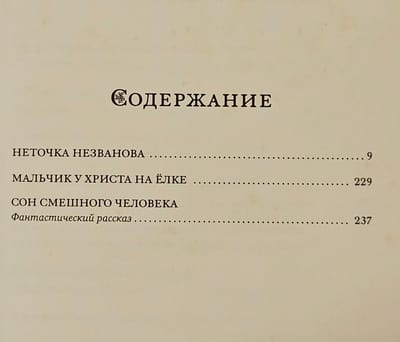 СОДЕРЖАНИЕ
НЕТОЧКА НЕЗВАНОВА 9
МАЛЬЧИК У ХРИСТА НА ЁЛКЕ 229
СОН СМЕШНОГО ЧЕЛОВЕКА
Фантастический рассказ 237